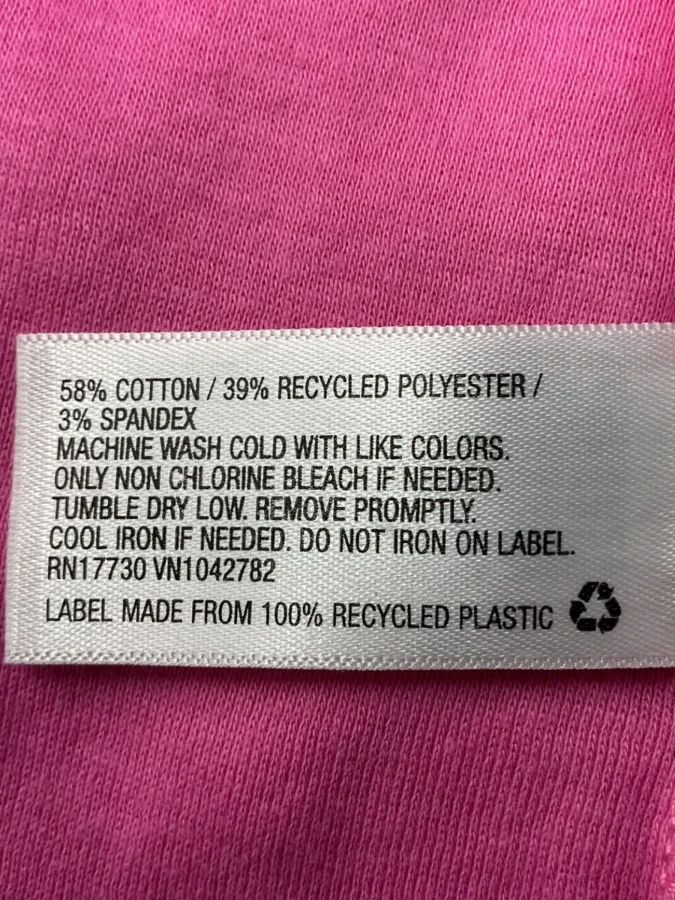 58% COTTON / 39% RECYCLED POLYESTER /
3% SPANDEX
MACHINE WASH COLD WITH LIKE COLORS.
ONLY NON CHLORINE BLEACH IF NEEDED.
TUMBLE DRY LOW. REMOVE PROMPTLY.
COOL IRON IF NEEDED. DO NOT IRON ON LABEL.
RN17730 VN1042782
LABEL MADE FROM 100% RECYCLED PLASTIC